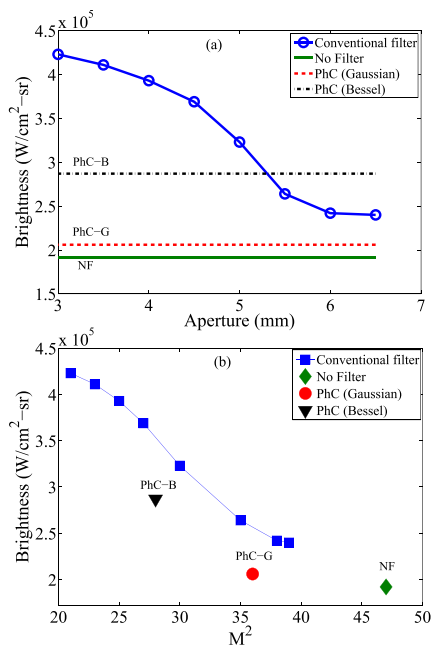 x 10^5
(a)
Conventional filter
No Filter
PhC (Gaussian)
PhC (Bessel)
4.5
4
3.5
3
2.5
2
1.5
Brightness (W/cm^2−sr)
PhC−B
PhC−G
NF
3 4 5 6 7
Aperture (mm)
x 10^5
(b)
Conventional filter
No Filter
PhC (Gaussian)
PhC (Bessel)
4.5
4
3.5
3
2.5
2
Brightness (W/cm^2−sr)
PhC−B
PhC−G
NF
20 25 30 35 40 45 50
M^2